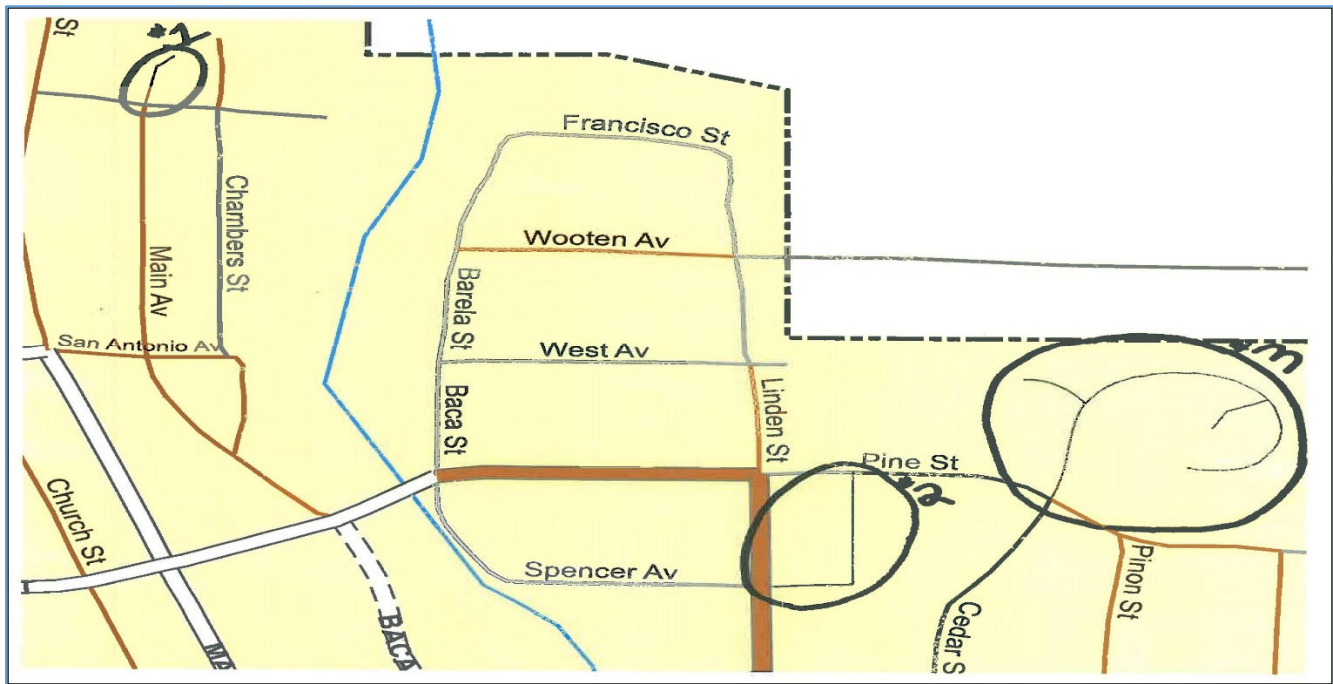 St
Francisco St
Wooten Av
Chambers St
Main Av
Barela St
San Antonio Av
West Av
Baca St
Linden St
Pine St
Church St
Spencer Av
Pinon St
Cedar S
BACA
MA